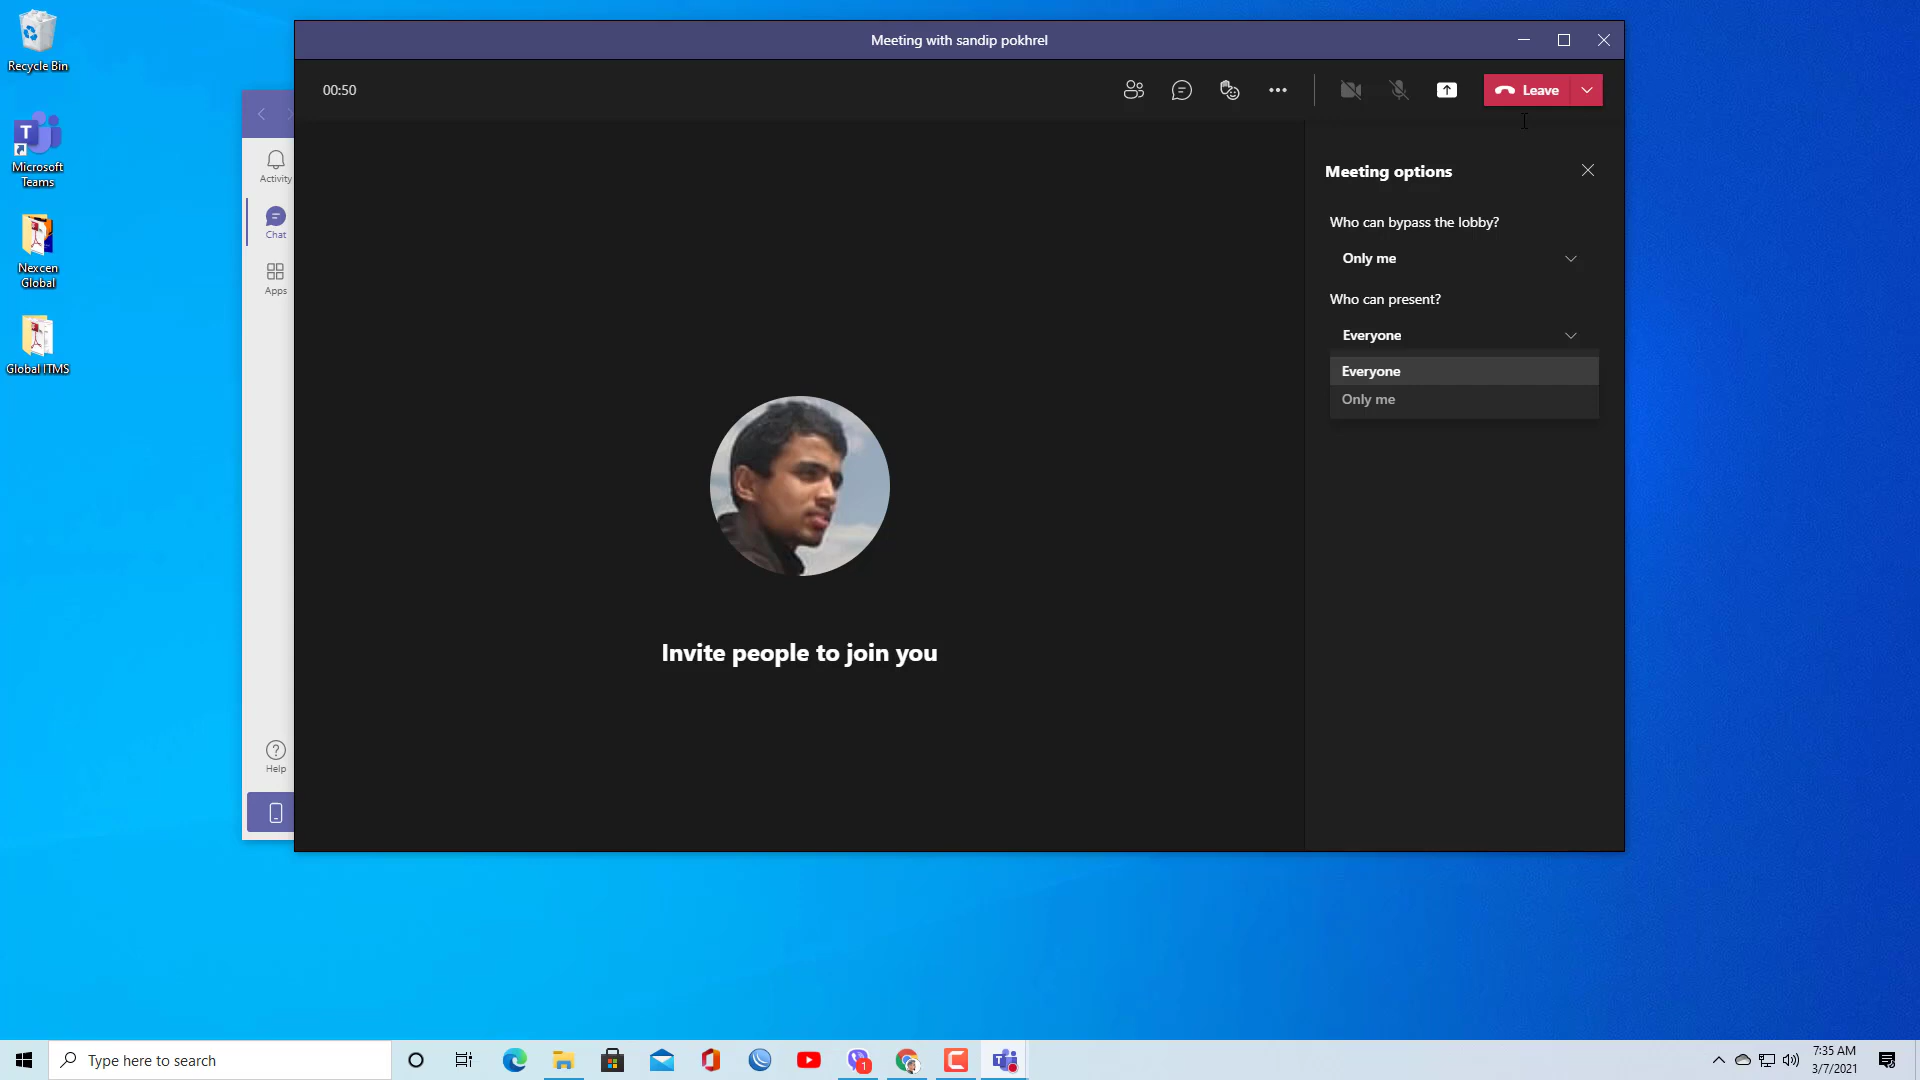 Recycle Bin
Microsoft
Teams
Nexcen
Global
Global ITMS
Activity
Chat
Apps
Help
Meeting with sandip pokhrel
00:50
Leave
Meeting options
Who can bypass the lobby?
Only me
Who can present?
Everyone
Everyone
Only me
Invite people to join you
Type here to search
1
7:35 AM
3/7/2021